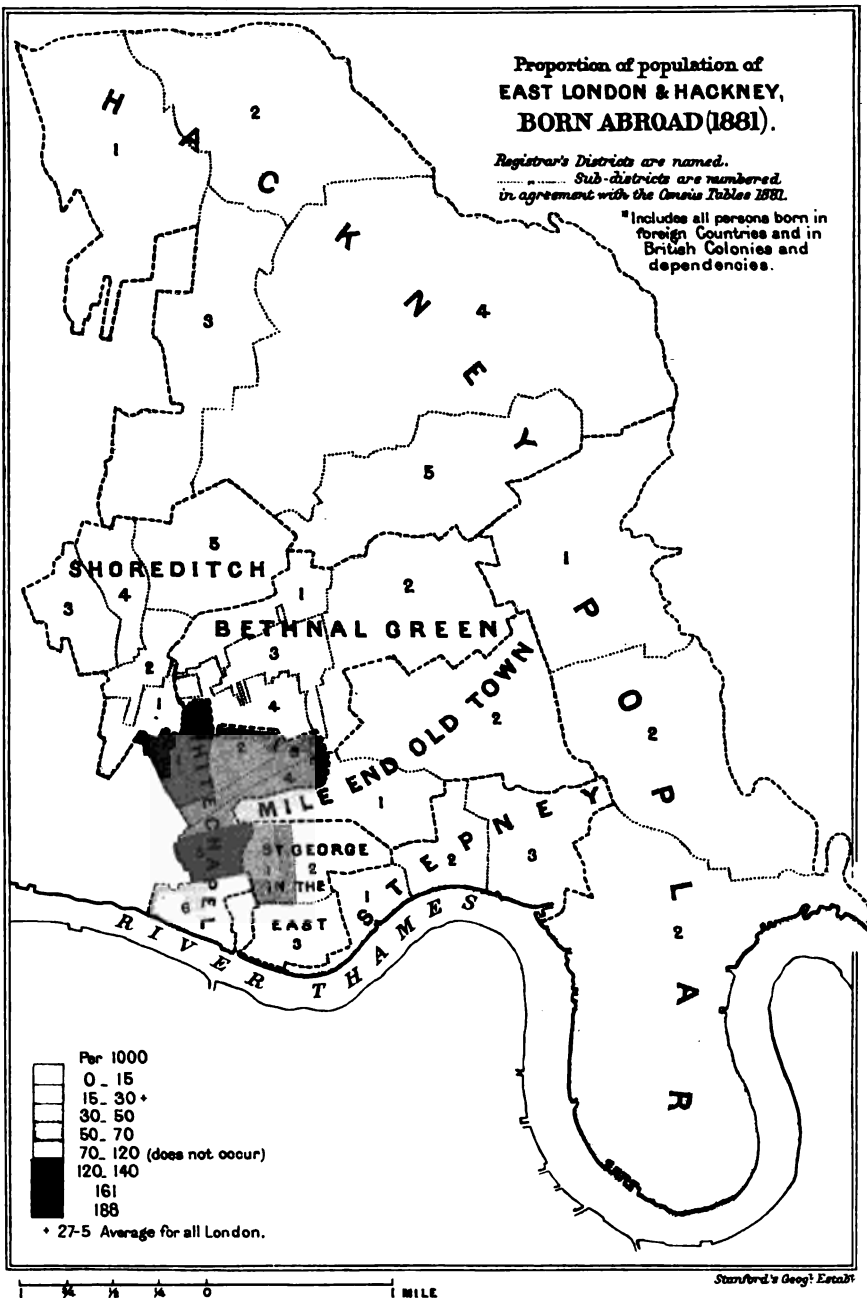 Proportion of population of
EAST LONDON & HACKNEY,
BORN ABROAD (1881).
Registrar's Districts are named.
........ „ ........ Sub-districts are numbered
in agreement with the Census Tables 1881.
*Includes all persons born in
foreign Countries and in
British Colonies and
dependencies.
HACKNEY
1
2
3
4
5
SHOREDITCH
5
3
4
2
1
BETHNAL GREEN
1
2
3
4
MILE END OLD TOWN
2
1
POPLAR
1
2
2
WHITECHAPEL
2
3
4
6
ST GEORGE
IN THE
EAST
1
2
3
STEPNEY
1
2
3
RIVER THAMES
Per 1000
0 _ 15
15 _ 30 +
30 _ 50
50 _ 70
70 _ 120 (does not occur)
120 _ 140
161
188
+ 27-5 Average for all London.
1 ¾ ½ ¼ 0 1 MILE
Stanford's Geogl. Estabt.